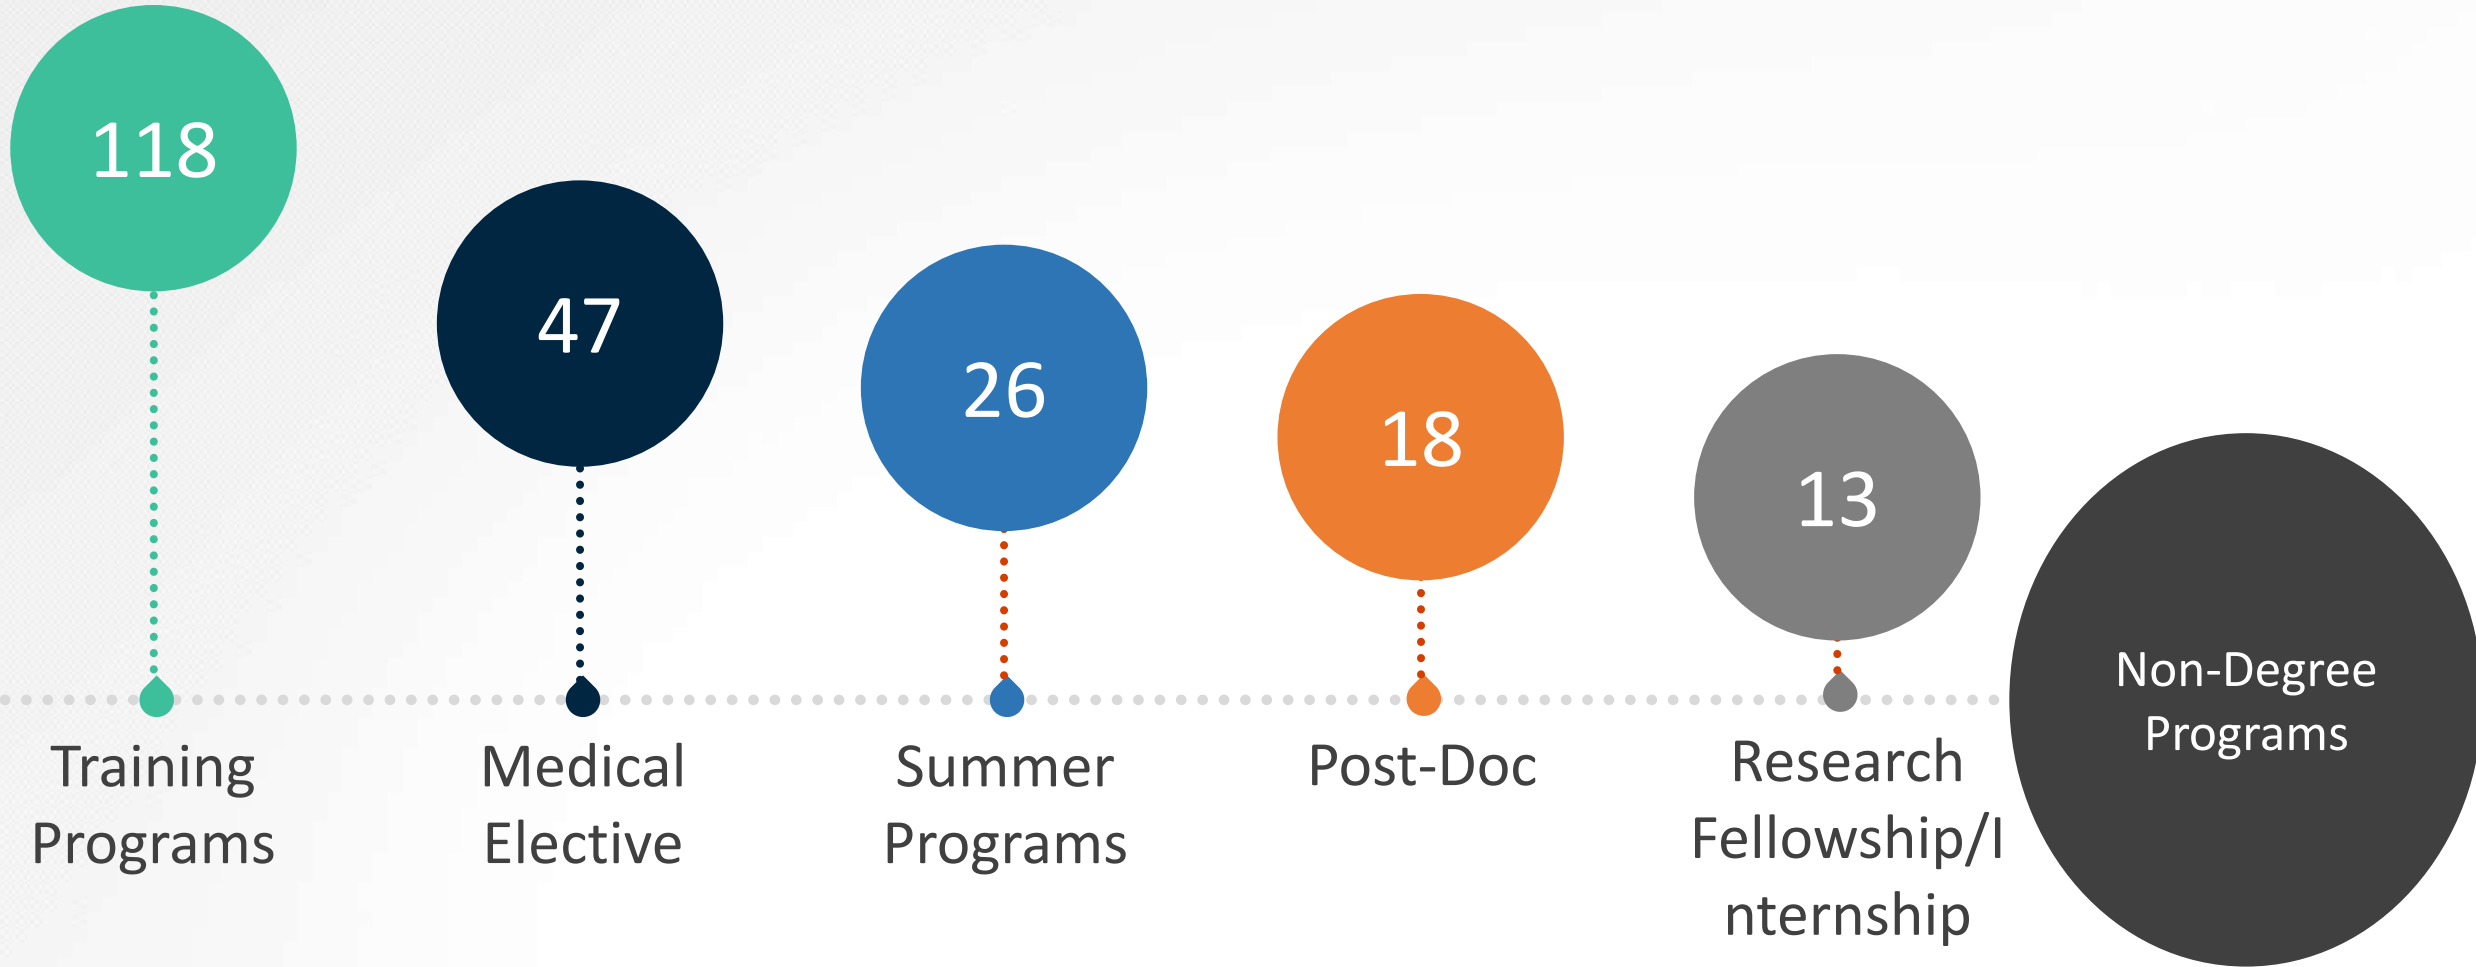 118
47
26
18
13
Training
Programs
Medical
Elective
Summer
Programs
Post-Doc
Research
Fellowship/I
nternship
Non-Degree
Programs